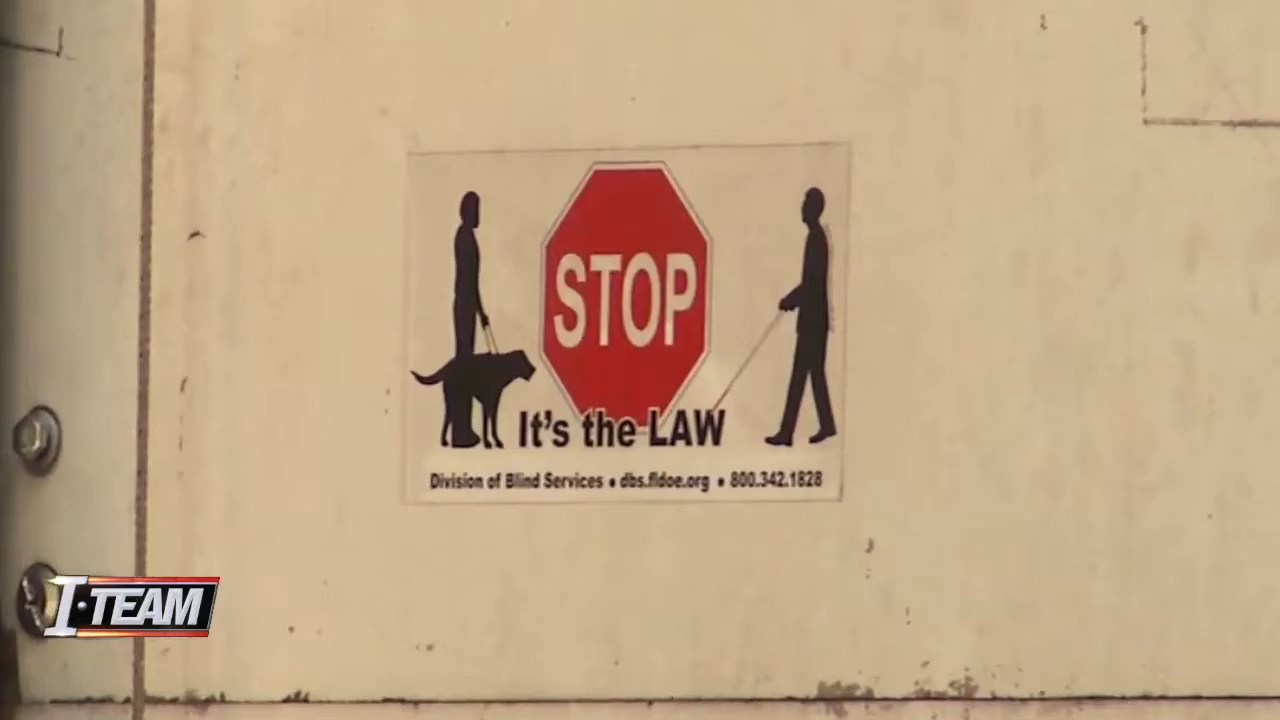 STOP
It's the LAW
Division of Blind Services • dbs.fldoe.org • 800.342.1828
I•TEAM